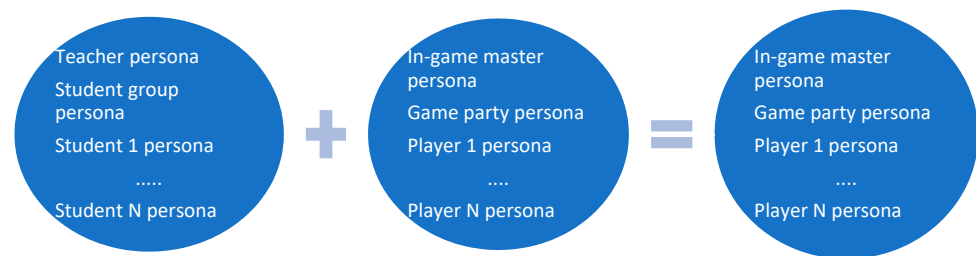 Teacher persona
Student group
persona
Student 1 persona
.....
Student N persona
In-game master
persona
Game party persona
Player 1 persona
....
Player N persona
In-game master
persona
Game party persona
Player 1 persona
....
Player N persona